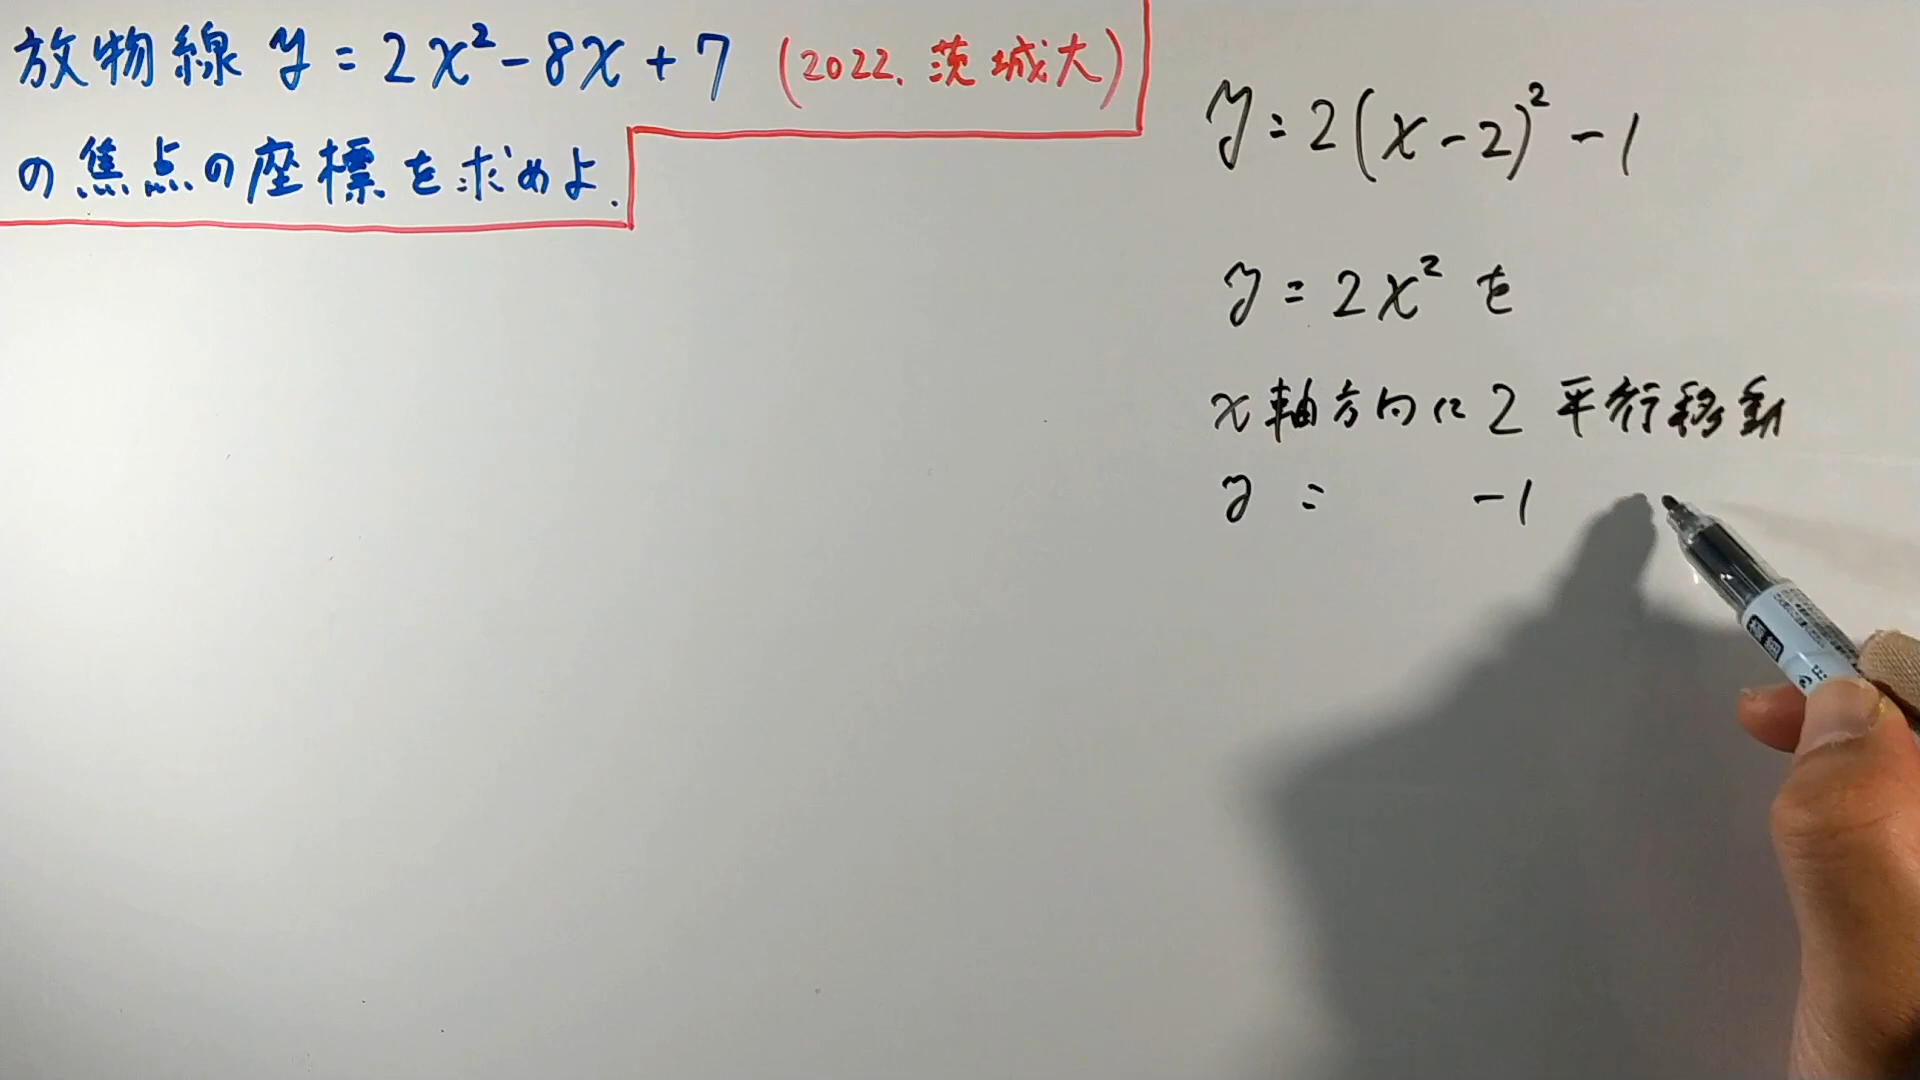 放物線 y = 2x² - 8x + 7 (2022. 茨城大)
の焦点の座標を求めよ.
y = 2(x - 2)² - 1
y = 2x² を
x軸方向に 2 平行移動
y 〃 -1